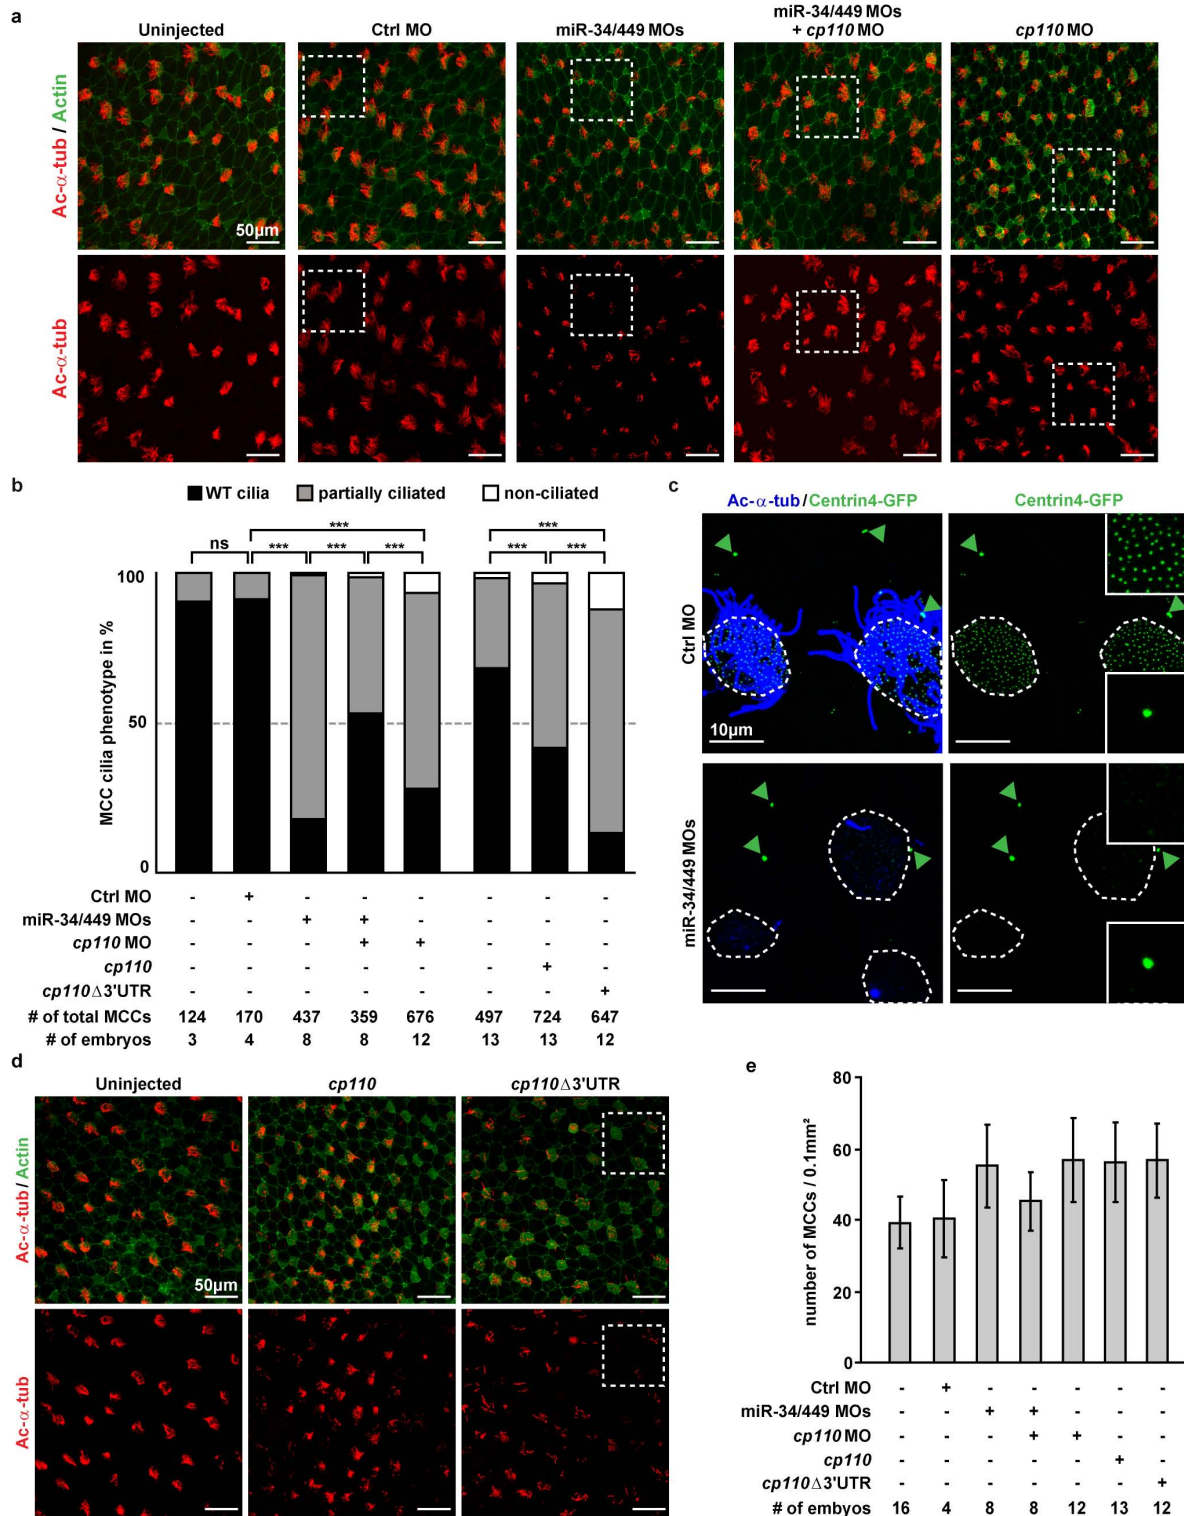 a
Uninjected
Ctrl MO
miR-34/449 MOs
miR-34/449 MOs
+ cp110 MO
cp110 MO
Ac-α-tub / Actin
50µm
Ac-α-tub
b
WT cilia
partially ciliated
non-ciliated
ns
***
***
***
***
***
***
***
MCC cilia phenotype in %
100
50
0
Ctrl MO - + - - - - - -
miR-34/449 MOs - - + + - - - -
cp110 MO - - - + + - - -
cp110 - - - - - - + -
cp110Δ3'UTR - - - - - - - +
# of total MCCs 124 170 437 359 676 497 724 647
# of embryos 3 4 8 8 12 13 13 12
c
Ac-α-tub/Centrin4-GFP
Centrin4-GFP
Ctrl MO
10µm
miR-34/449 MOs
d
Uninjected
cp110
cp110Δ3'UTR
Ac-α-tub / Actin
50µm
Ac-α-tub
e
number of MCCs / 0.1mm²
80
60
40
20
0
Ctrl MO - + - - - - -
miR-34/449 MOs - - + + - - -
cp110 MO - - - + + - -
cp110 - - - - - + -
cp110Δ3'UTR - - - - - - +
# of embyos 16 4 8 8 12 13 12